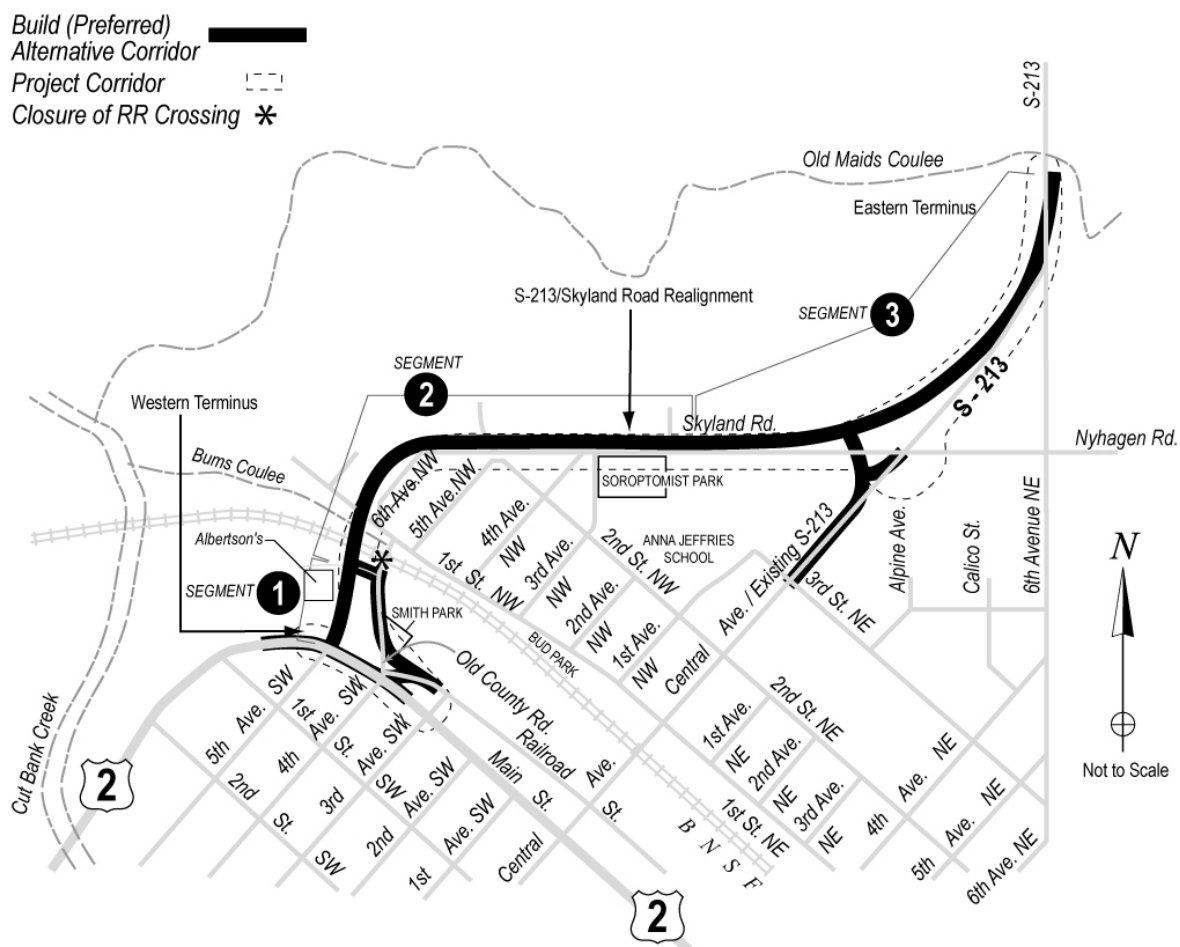 Build (Preferred)
Alternative Corridor
Project Corridor
Closure of RR Crossing *
S-213
Old Maids Coulee
Eastern Terminus
S-213/Skyland Road Realignment
SEGMENT 3
SEGMENT
2
Western Terminus
S - 213
Skyland Rd.
Nyhagen Rd.
Burns Coulee
6th Ave. NW
5th Ave. NW
SOROPTOMIST PARK
4th Ave.
NW
1st St. NW
3rd Ave.
NW
2nd St. NW
ANNA JEFFRIES
SCHOOL
2nd Ave.
NW
1st Ave.
NW
Central Ave. / Existing S-213
3rd St. NE
Alpine Ave.
Calico St.
6th Avenue NE
N
Not to Scale
Albertson's
SEGMENT 1
SMITH PARK
BUD PARK
Old County Rd.
Railroad St.
Main St.
Central Ave.
Cut Bank Creek
2
5th Ave. SW
1st St. SW
4th Ave. SW
2nd St. SW
3rd Ave. SW
2nd Ave. SW
1st Ave. SW
BNSF
1st Ave. NE
2nd St. NE
2nd Ave. NE
1st St. NE
3rd Ave. NE
4th Ave. NE
5th Ave. NE
6th Ave. NE
2